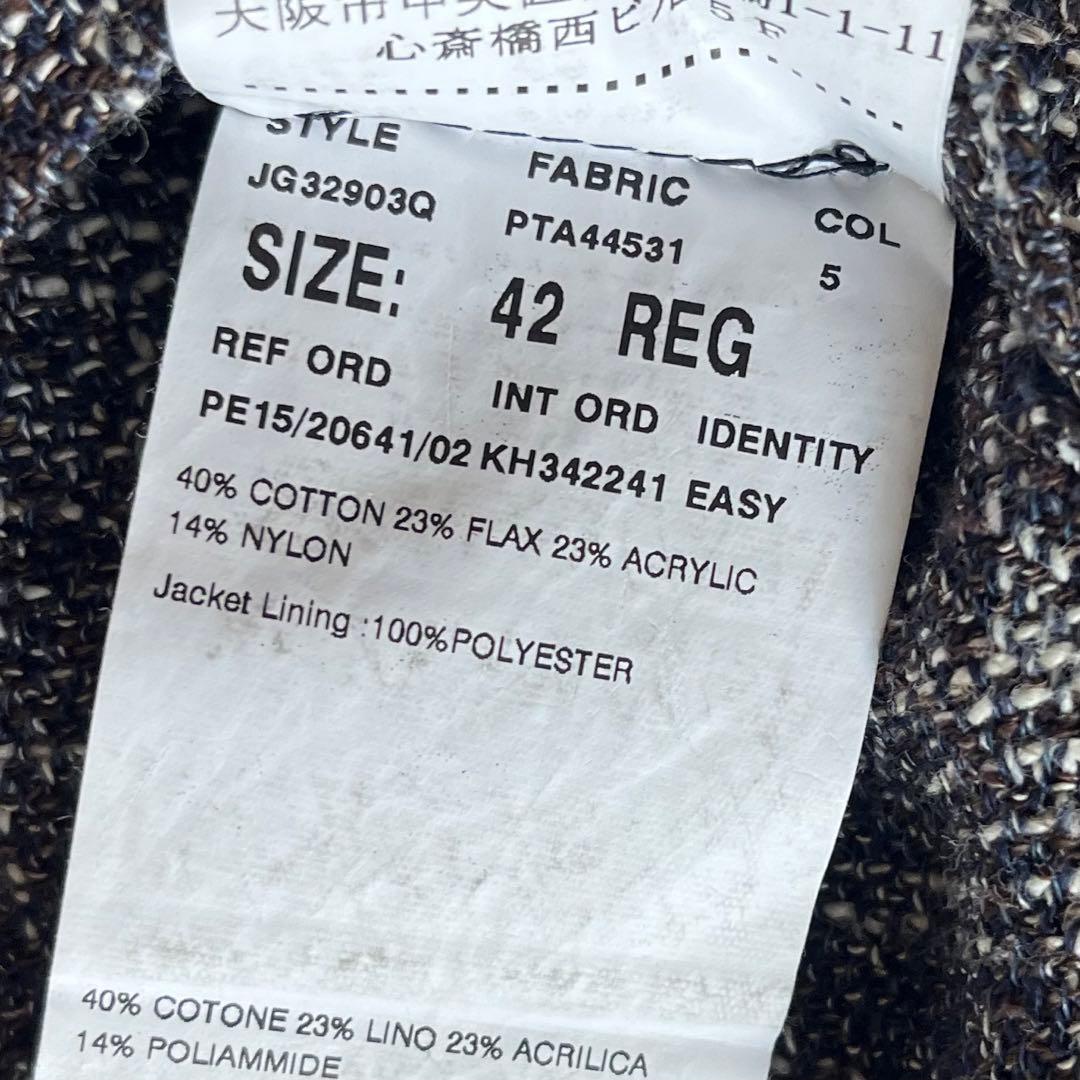 大阪市中央区 1-1-11
心斎橋西ビル 5F
STYLE FABRIC COL
JG32903Q PTA44531 5
SIZE: 42 REG
REF ORD INT ORD IDENTITY
PE15/20641/02 KH342241 EASY
40% COTTON 23% FLAX 23% ACRYLIC
14% NYLON
Jacket Lining :100%POLYESTER
40% COTONE 23% LINO 23% ACRILICA
14% POLIAMMIDE